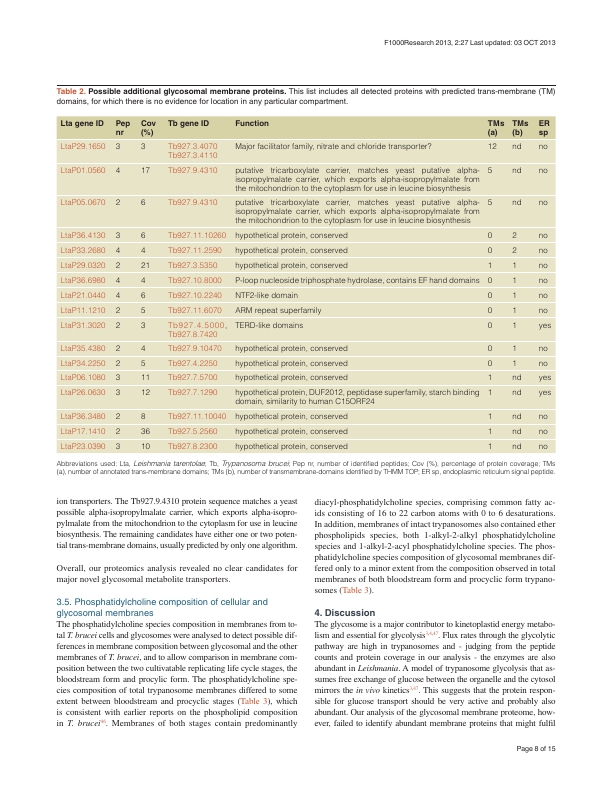 F1000Research 2013, 2:27 Last updated: 03 OCT 2013
Table 2. Possible additional glycosomal membrane proteins. This list includes all detected proteins with predicted trans-membrane (TM)
domains, for which there is no evidence for location in any particular compartment.
Lta gene ID Pep nr Cov (%) Tb gene ID Function TMs (a) TMs (b) ER sp
LtaP29.1650 3 3 Tb927.3.4070 Major facilitator family, nitrate and chloride transporter? 12 nd no
Tb927.3.4110
LtaP01.0560 4 17 Tb927.9.4310 putative tricarboxylate carrier, matches yeast putative alpha- 5 nd no
isopropylmalate carrier, which exports alpha-isopropylmalate from
the mitochondrion to the cytoplasm for use in leucine biosynthesis
LtaP05.0670 2 6 Tb927.9.4310 putative tricarboxylate carrier, matches yeast putative alpha- 5 nd no
isopropylmalate carrier, which exports alpha-isopropylmalate from
the mitochondrion to the cytoplasm for use in leucine biosynthesis
LtaP36.4130 3 6 Tb927.11.10260 hypothetical protein, conserved 0 2 no
LtaP33.2680 4 4 Tb927.11.2590 hypothetical protein, conserved 0 2 no
LtaP29.0320 2 21 Tb927.3.5350 hypothetical protein, conserved 1 1 no
LtaP36.6980 4 4 Tb927.10.8000 P-loop nucleoside triphosphate hydrolase, contains EF hand domains 0 1 no
LtaP21.0440 4 6 Tb927.10.2240 NTF2-like domain 0 1 no
LtaP11.1210 2 5 Tb927.11.6070 ARM repeat superfamily 0 1 no
LtaP31.3020 2 3 Tb927.4.5000, TERD-like domains 0 1 yes
Tb927.8.7420
LtaP35.4380 2 4 Tb927.9.10470 hypothetical protein, conserved 0 1 no
LtaP34.2250 2 5 Tb927.4.2250 hypothetical protein, conserved 0 1 no
LtaP06.1080 3 11 Tb927.7.5700 hypothetical protein, conserved 1 nd yes
LtaP26.0630 3 12 Tb927.7.1290 hypothetical protein, DUF2012, peptidase superfamily, starch binding 1 nd yes
domain, similarity to human C15ORF24
LtaP36.3480 2 8 Tb927.11.10040 hypothetical protein, conserved 1 nd no
LtaP17.1410 2 36 Tb927.5.2560 hypothetical protein, conserved 1 nd no
LtaP23.0390 3 10 Tb927.8.2300 hypothetical protein, conserved 1 nd no
Abbreviations used: Lta, Leishmania tarentolae; Tb, Trypanosoma brucei; Pep nr, number of identified peptides; Cov (%), percentage of protein coverage; TMs
(a), number of annotated trans-membrane domains; TMs (b), number of transmembrane-domains identified by THMM TOP; ER sp, endoplasmic reticulum signal peptide.
ion transporters. The Tb927.9.4310 protein sequence matches a yeast
possible alpha-isopropylmalate carrier, which exports alpha-isopro-
pylmalate from the mitochondrion to the cytoplasm for use in leucine
biosynthesis. The remaining candidates have either one or two poten-
tial trans-membrane domains, usually predicted by only one algorithm.
Overall, our proteomics analysis revealed no clear candidates for
major novel glycosomal metabolite transporters.
3.5. Phosphatidylcholine composition of cellular and
glycosomal membranes
The phosphatidylcholine species composition in membranes from to-
tal T. brucei cells and glycosomes were analysed to detect possible dif-
ferences in membrane composition between glycosomal and the other
membranes of T. brucei, and to allow comparison in membrane com-
position between the two cultivatable replicating life cycle stages, the
bloodstream form and procylic form. The phosphatidylcholine spe-
cies composition of total trypanosome membranes differed to some
extent between bloodstream and procyclic stages (Table 3), which
is consistent with earlier reports on the phospholipid composition
in T. brucei46. Membranes of both stages contain predominantly
diacyl-phosphatidylcholine species, comprising common fatty ac-
ids consisting of 16 to 22 carbon atoms with 0 to 6 desaturations.
In addition, membranes of intact trypanosomes also contained ether
phospholipids species, both 1-alkyl-2-alkyl phosphatidylcholine
species and 1-alkyl-2-acyl phosphatidylcholine species. The phos-
phatidylcholine species composition of glycosomal membranes dif-
fered only to a minor extent from the composition observed in total
membranes of both bloodstream form and procyclic form trypano-
somes (Table 3).
4. Discussion
The glycosome is a major contributor to kinetoplastid energy metabo-
lism and essential for glycolysis3,6,47. Flux rates through the glycolytic
pathway are high in trypanosomes and - judging from the peptide
counts and protein coverage in our analysis - the enzymes are also
abundant in Leishmania. A model of trypanosome glycolysis that as-
sumes free exchange of glucose between the organelle and the cytosol
mirrors the in vivo kinetics3,47. This suggests that the protein respon-
sible for glucose transport should be very active and probably also
abundant. Our analysis of the glycosomal membrane proteome, how-
ever, failed to identify abundant membrane proteins that might fulfil
Page 8 of 15